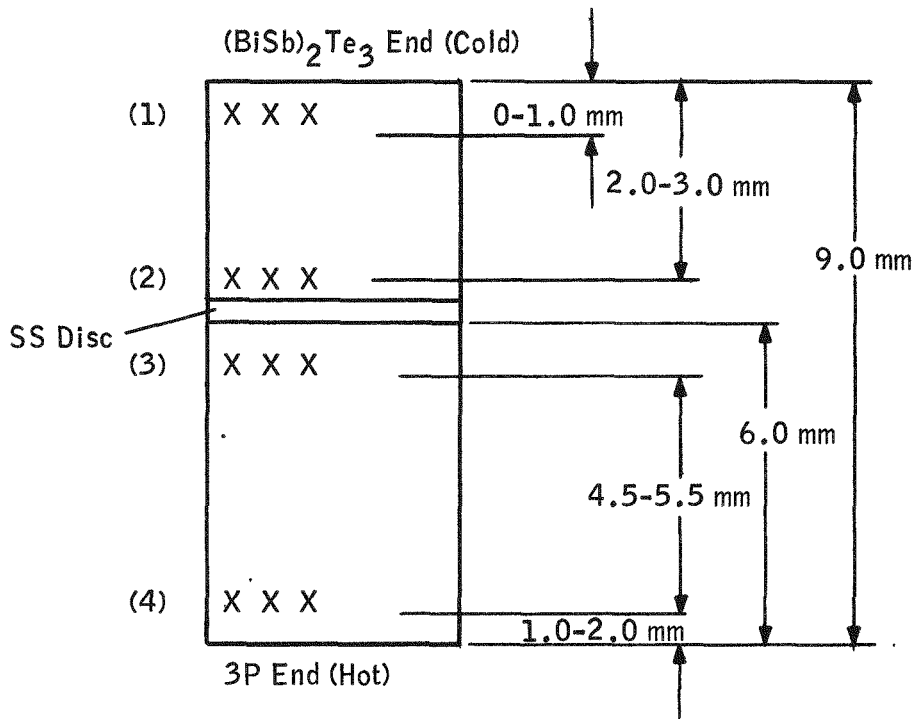 (BiSb)2Te3 End (Cold)
(1) X X X
0-1.0 mm
2.0-3.0 mm
9.0 mm
(2) X X X
SS Disc
(3) X X X
6.0 mm
4.5-5.5 mm
(4) X X X
1.0-2.0 mm
3P End (Hot)